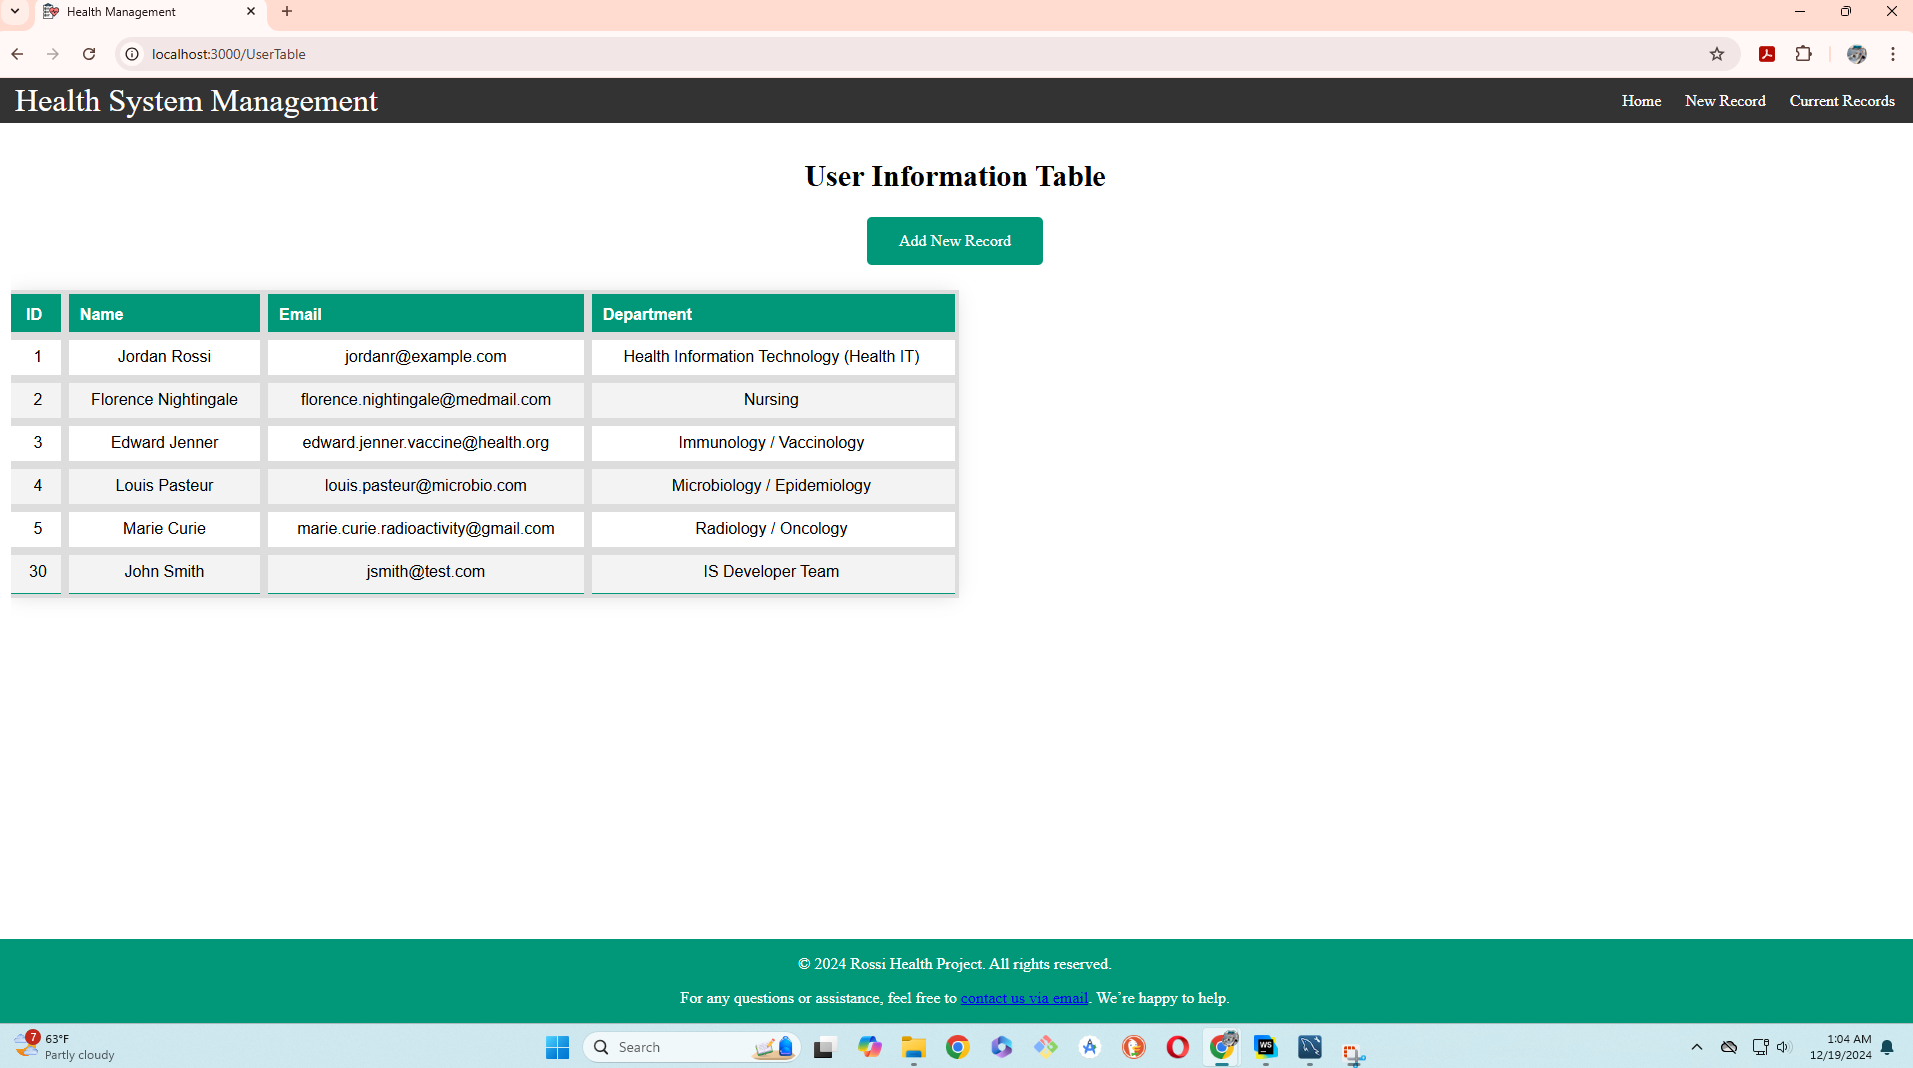 Health Management
localhost:3000/UserTable
Health System Management
Home New Record Current Records
User Information Table
Add New Record
ID Name Email Department
1 Jordan Rossi jordanr@example.com Health Information Technology (Health IT)
2 Florence Nightingale florence.nightingale@medmail.com Nursing
3 Edward Jenner edward.jenner.vaccine@health.org Immunology / Vaccinology
4 Louis Pasteur louis.pasteur@microbio.com Microbiology / Epidemiology
5 Marie Curie marie.curie.radioactivity@gmail.com Radiology / Oncology
30 John Smith jsmith@test.com IS Developer Team
© 2024 Rossi Health Project. All rights reserved.
For any questions or assistance, feel free to contact us via email. We’re happy to help.
7 63°F
Partly cloudy
Search
WS
1:04 AM
12/19/2024